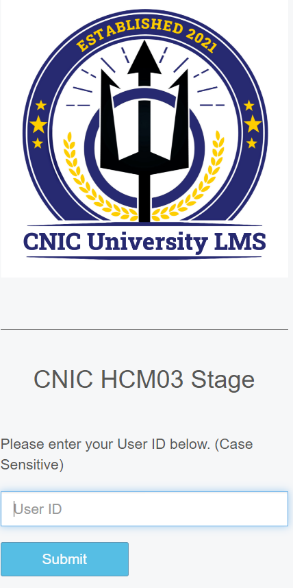 ESTABLISHED 2021
CNIC University LMS
CNIC HCM03 Stage
Please enter your User ID below. (Case
Sensitive)
User ID
Submit